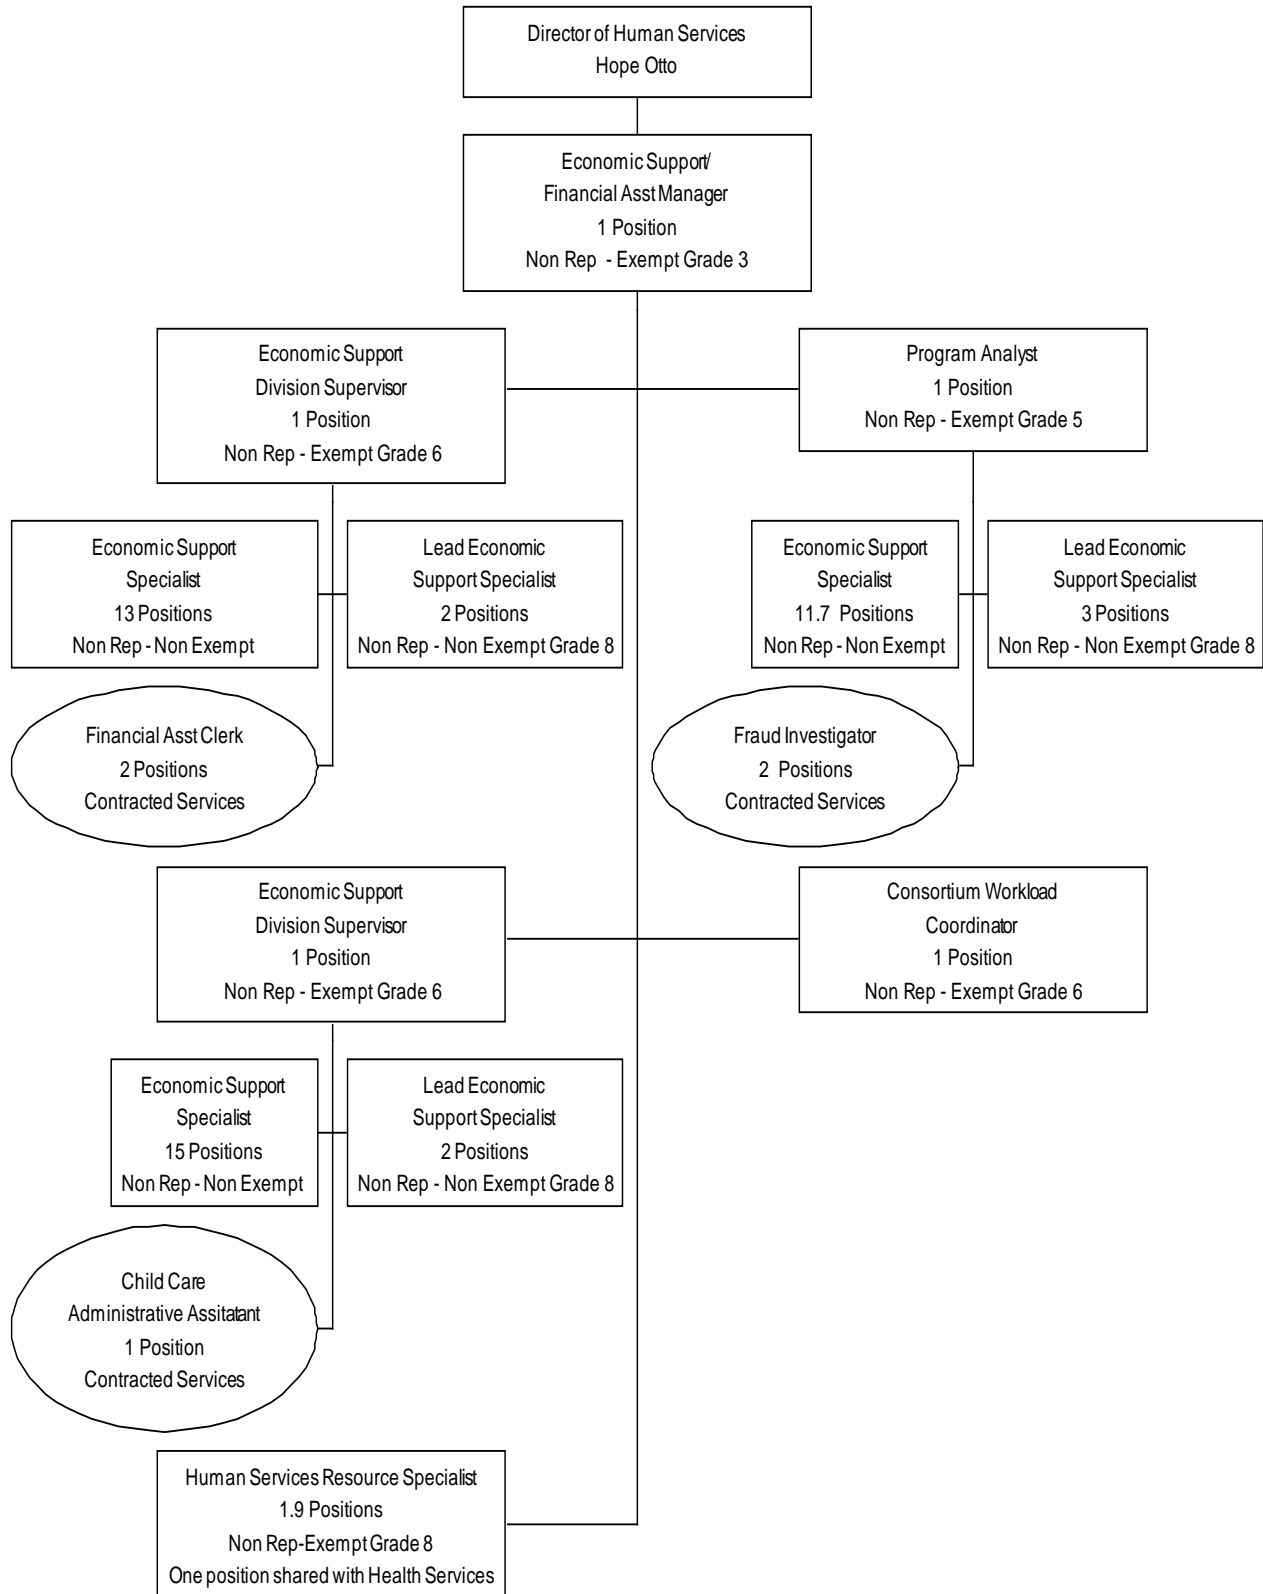 Director of Human Services
Hope Otto
Economic Support/
Financial Asst Manager
1 Position
Non Rep - Exempt Grade 3
Economic Support
Division Supervisor
1 Position
Non Rep - Exempt Grade 6
Program Analyst
1 Position
Non Rep - Exempt Grade 5
Economic Support
Specialist
13 Positions
Non Rep - Non Exempt
Lead Economic
Support Specialist
2 Positions
Non Rep - Non Exempt Grade 8
Economic Support
Specialist
11.7 Positions
Non Rep - Non Exempt
Lead Economic
Support Specialist
3 Positions
Non Rep - Non Exempt Grade 8
Financial Asst Clerk
2 Positions
Contracted Services
Fraud Investigator
2 Positions
Contracted Services
Economic Support
Division Supervisor
1 Position
Non Rep - Exempt Grade 6
Consortium Workload
Coordinator
1 Position
Non Rep - Exempt Grade 6
Economic Support
Specialist
15 Positions
Non Rep - Non Exempt
Lead Economic
Support Specialist
2 Positions
Non Rep - Non Exempt Grade 8
Child Care
Administrative Assitatant
1 Position
Contracted Services
Human Services Resource Specialist
1.9 Positions
Non Rep-Exempt Grade 8
One position shared with Health Services